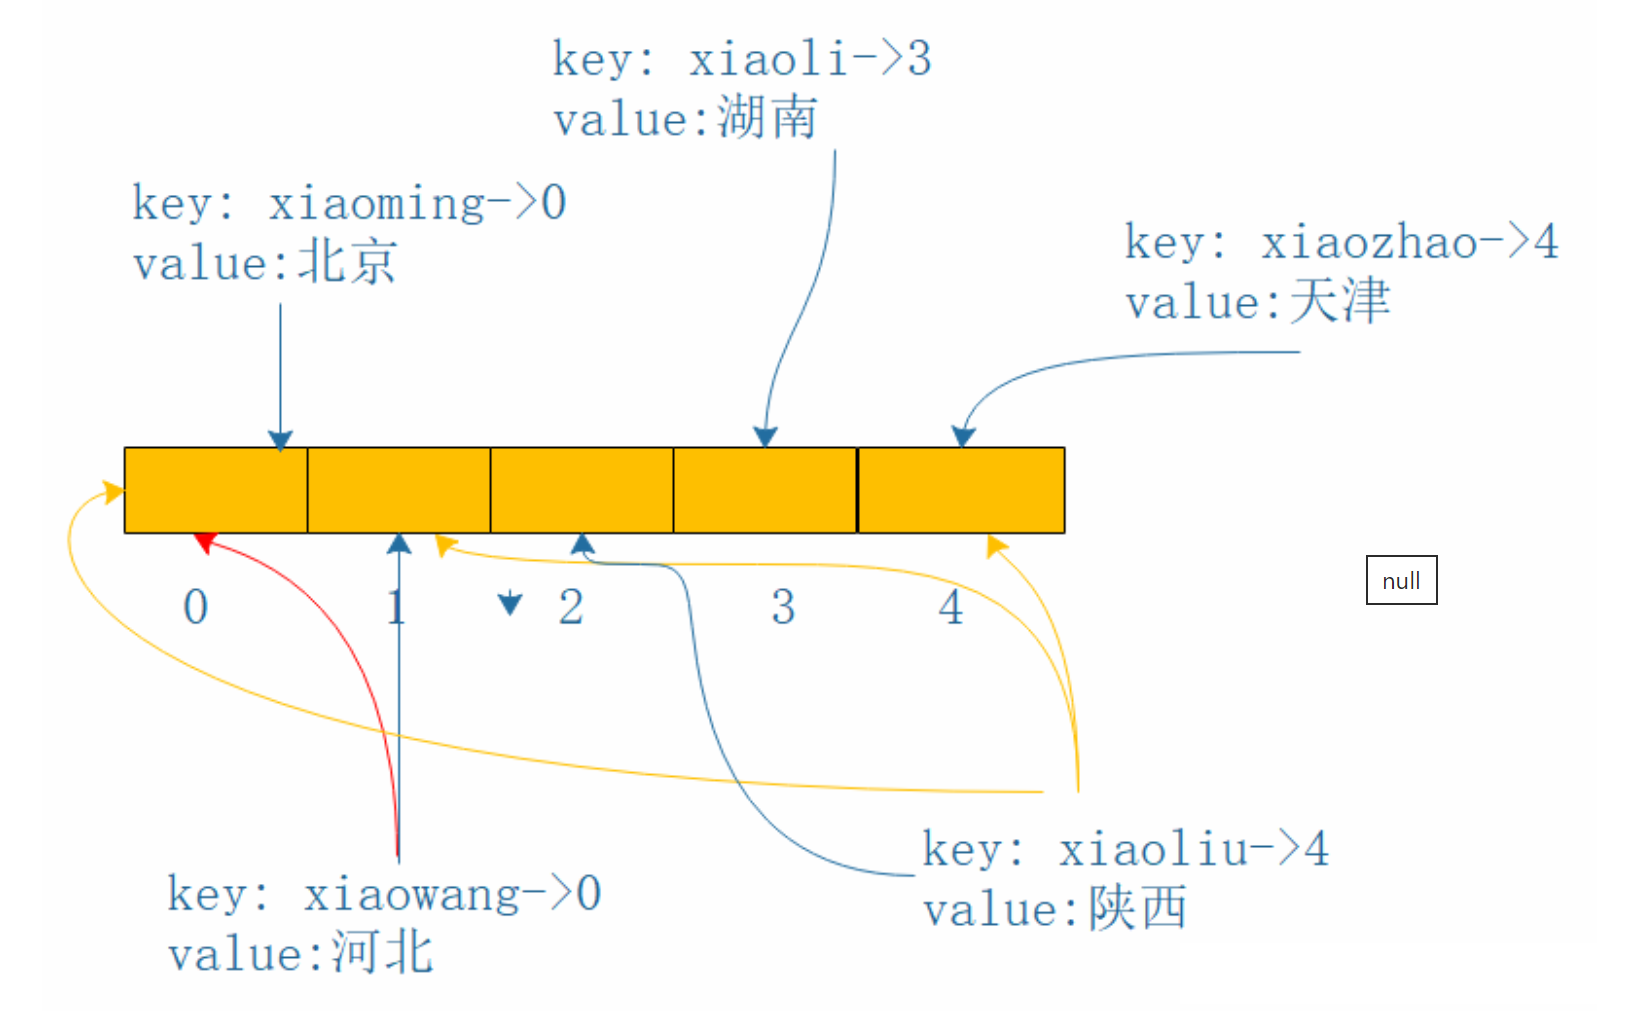 key: xiaoli->3
value:湖南
key: xiaoming->0
value:北京
key: xiaozhao->4
value:天津
0 1 2 3 4
null
key: xiaoliu->4
value:陕西
key: xiaowang->0
value:河北